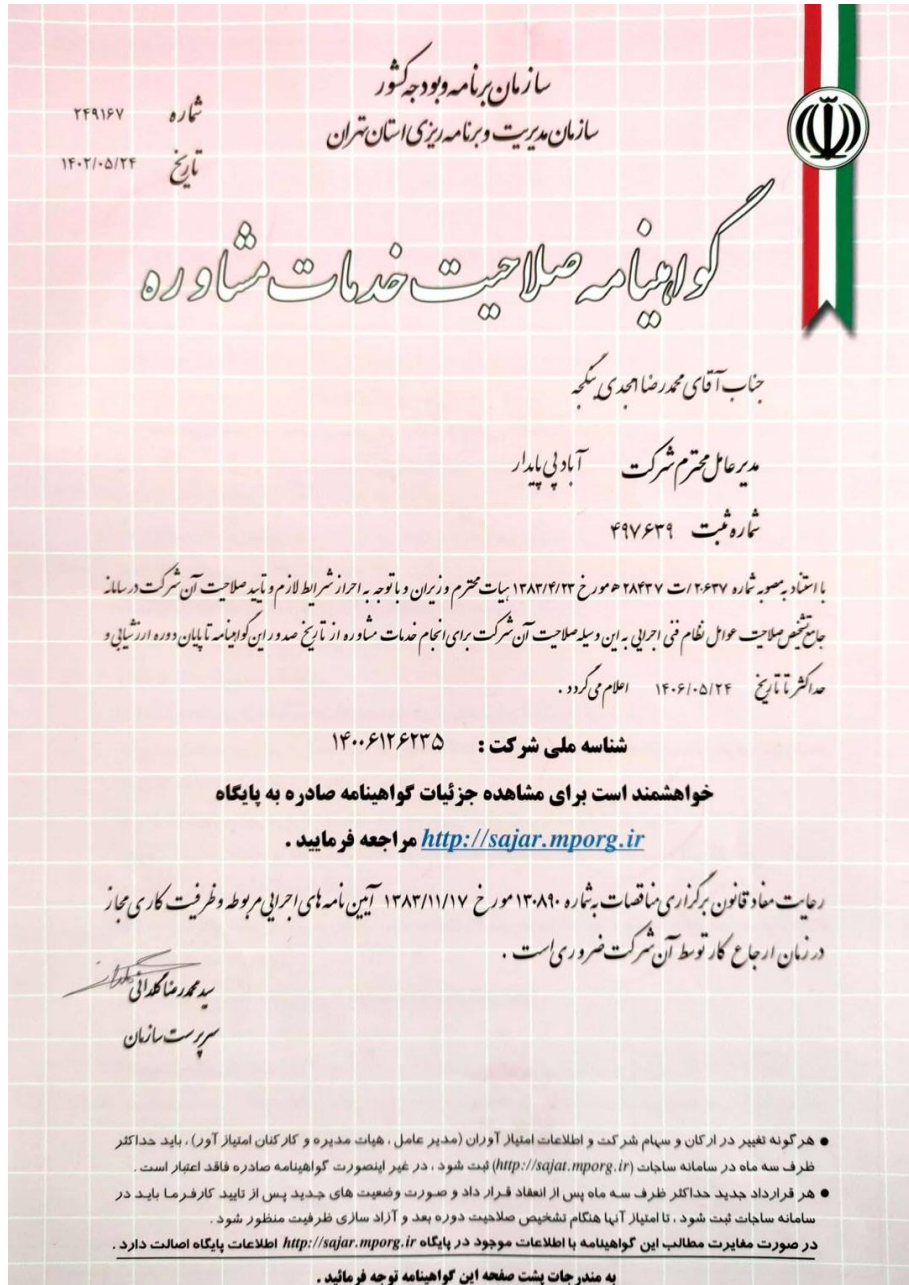 سازمان برنامه و بودجه کشور
سازمان مدیریت و برنامه ریزی استان تهران
شماره ۲۴۹۱۶۷
تاریخ ۱۴۰۲/۰۵/۲۴
گواهینامه صلاحیت خدمات مشاوره
جناب آقای محمدرضا امجدی ینگجه
مدیر عامل محترم شرکت آباد پی پایدار
شماره ثبت ۴۹۷۶۳۹
با استناد به مصوبه شماره ۲۰۶۳۷/ت ۲۸۴۳۷ ه مورخ ۱۳۸۳/۴/۲۳ هیات محترم وزیران و با توجه به احراز شرایط لازم و تأیید صلاحیت آن شرکت در سامانه
جامع تشخیص صلاحیت عوامل نظام فنی اجرایی به این وسیله صلاحیت آن شرکت برای انجام خدمات مشاوره از تاریخ صدور این گواهینامه تا پایان دوره ارزشیابی و
حداکثر تا تاریخ ۱۴۰۶/۰۵/۲۴ اعلام می گردد .
شناسه ملی شرکت : ۱۴۰۰۶۱۲۶۲۳۵
خواهشمند است برای مشاهده جزئیات گواهینامه صادره به پایگاه
http://sajar.mporg.ir مراجعه فرمایید .
رعایت مفاد قانون برگزاری مناقصات به شماره ۱۳۰۸۹۰ مورخ ۱۳۸۳/۱۱/۱۷ آیین نامه های اجرایی مربوطه و ظرفیت کاری مجاز
در زمان ارجاع کار توسط آن شرکت ضروری است .
سید محمدرضا گلدانی
سرپرست سازمان
● هر گونه تغییر در ارکان و سهام شرکت و اطلاعات امتیاز آوران (مدیر عامل ، هیات مدیره و کارکنان امتیاز آور) ، باید حداکثر
ظرف سه ماه در سامانه ساجات (http://sajat.mporg.ir) ثبت شود ، در غیر اینصورت گواهینامه صادره فاقد اعتبار است .
● هر قرارداد جدید حداکثر ظرف سه ماه پس از انعقاد قرار داد و صورت وضعیت های جدید پس از تایید کارفرما باید در
سامانه ساجات ثبت شود ، تا امتیاز آنها هنگام تشخیص صلاحیت دوره بعد و آزاد سازی ظرفیت منظور شود .
در صورت مغایرت مطالب این گواهینامه با اطلاعات موجود در پایگاه http://sajar.mporg.ir اطلاعات پایگاه اصالت دارد .
به مندرجات پشت صفحه این گواهینامه توجه فرمائید .